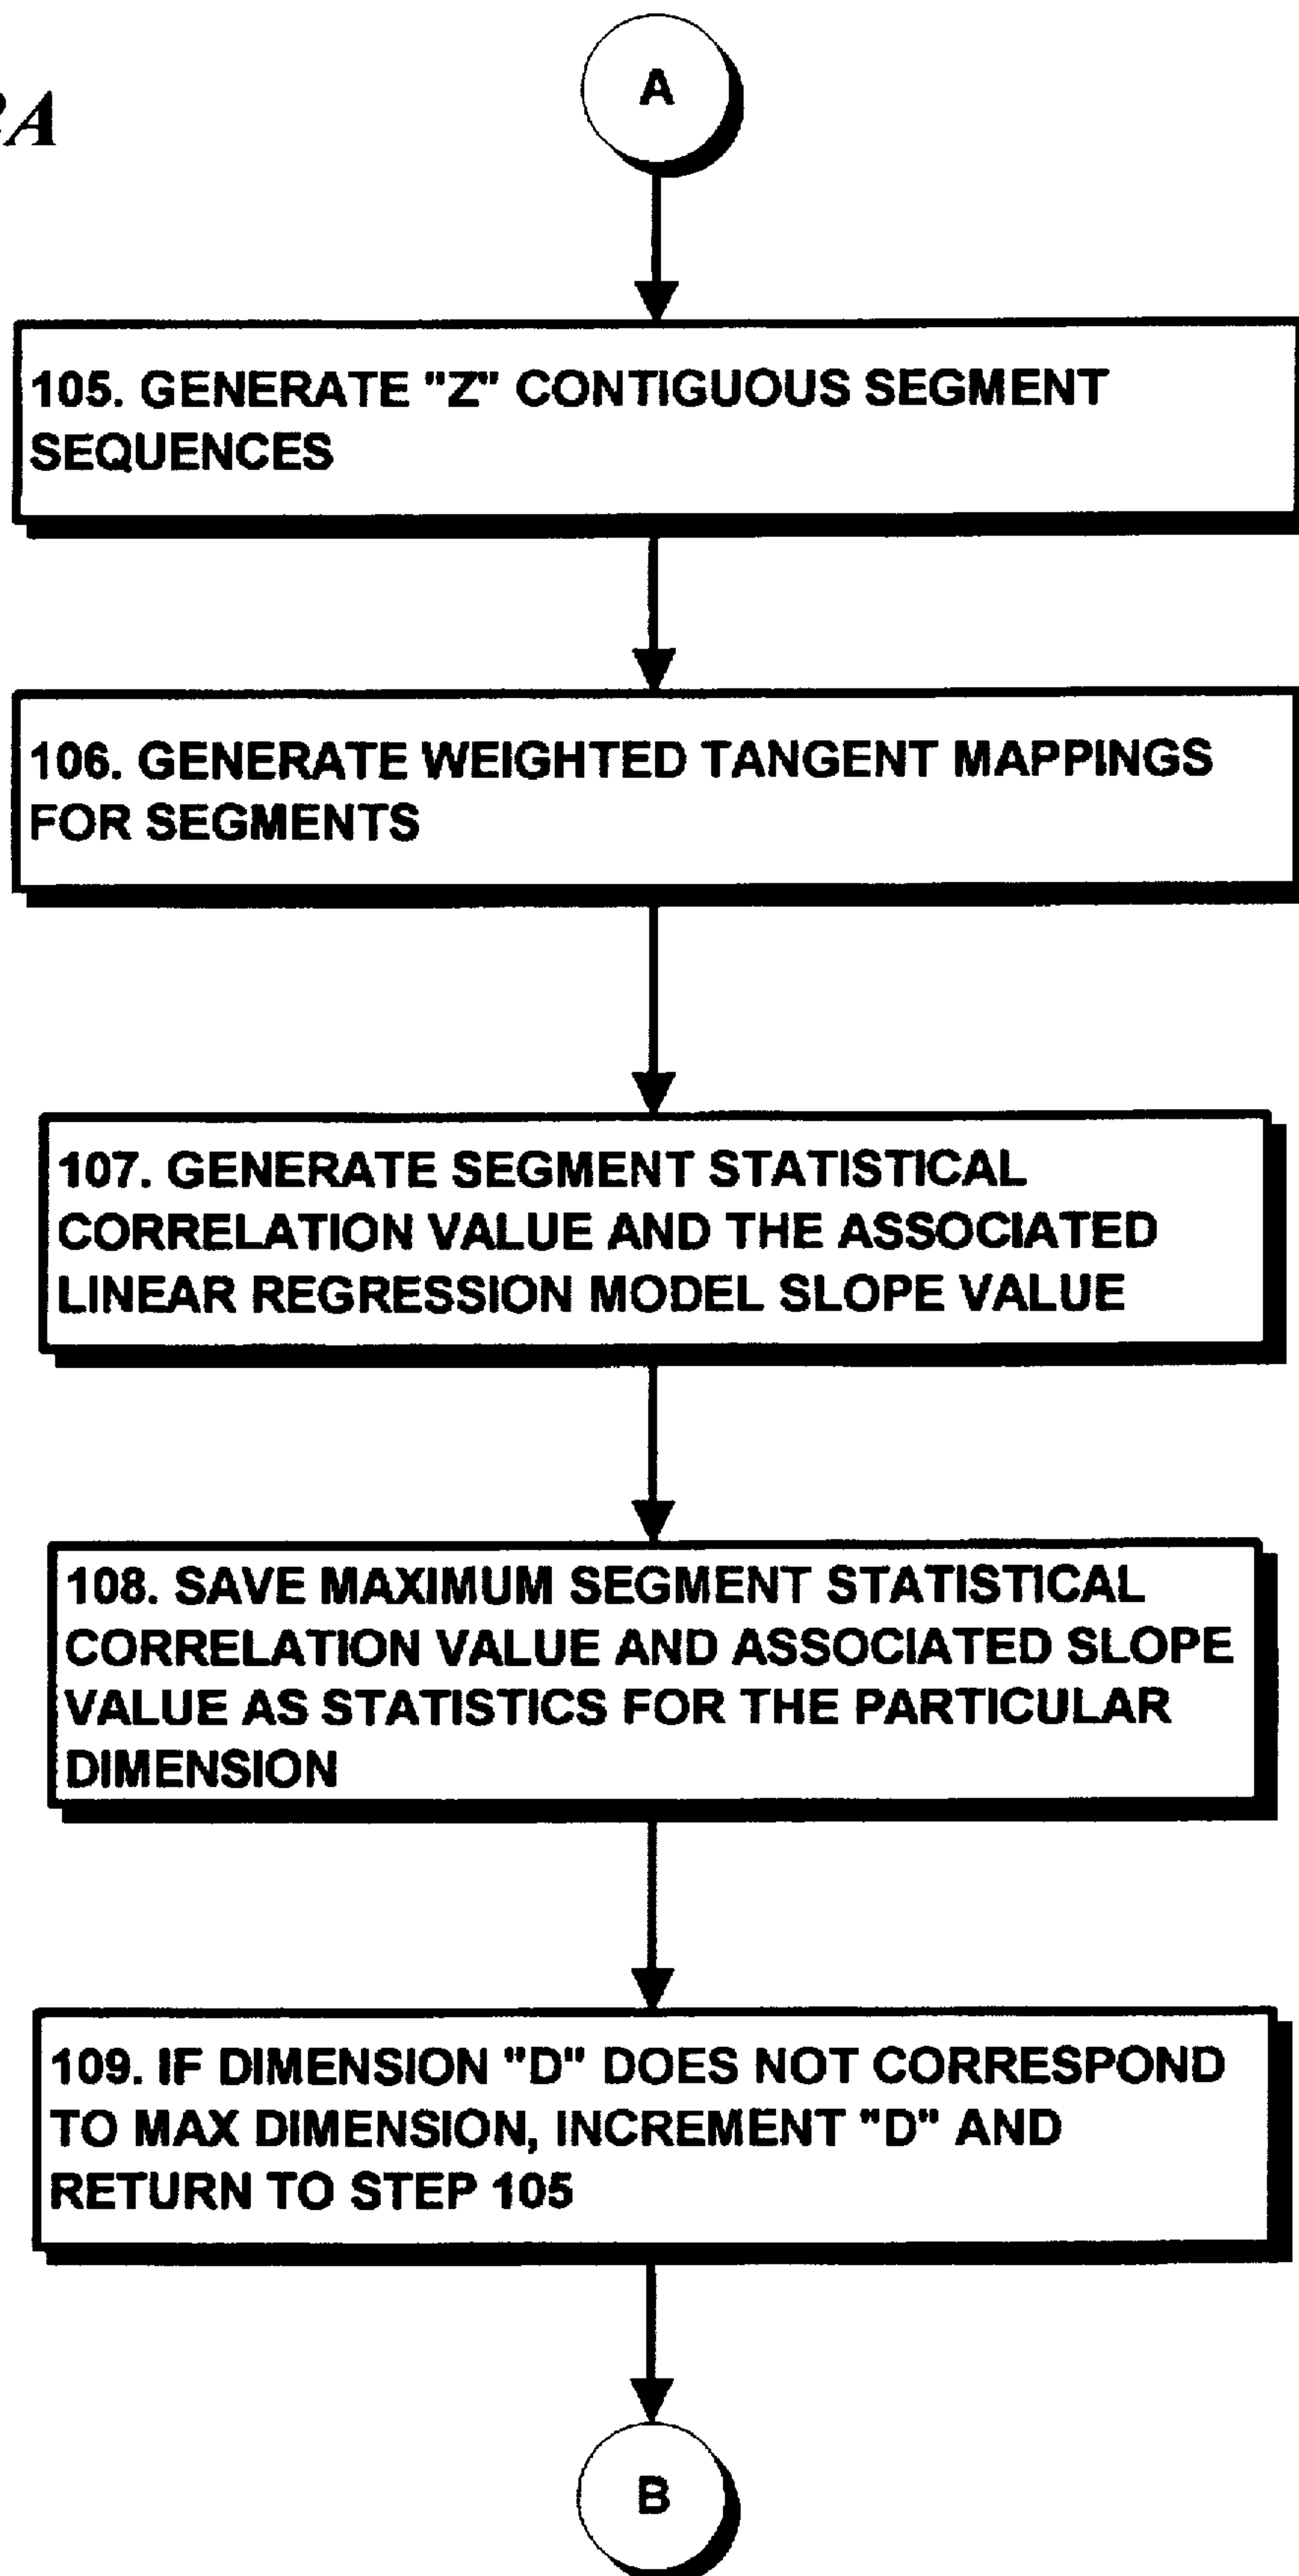 A
105. GENERATE "Z" CONTIGUOUS SEGMENT
SEQUENCES
106. GENERATE WEIGHTED TANGENT MAPPINGS
FOR SEGMENTS
107. GENERATE SEGMENT STATISTICAL
CORRELATION VALUE AND THE ASSOCIATED
LINEAR REGRESSION MODEL SLOPE VALUE
108. SAVE MAXIMUM SEGMENT STATISTICAL
CORRELATION VALUE AND ASSOCIATED SLOPE
VALUE AS STATISTICS FOR THE PARTICULAR
DIMENSION
109. IF DIMENSION "D" DOES NOT CORRESPOND
TO MAX DIMENSION, INCREMENT "D" AND
RETURN TO STEP 105
B